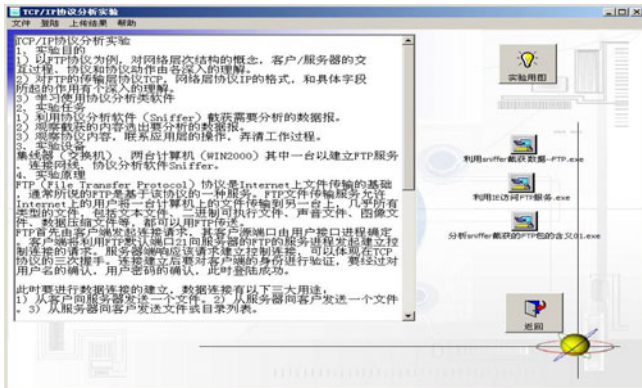 TCP/IP协议分析实验
文件 登陆 上传结果 帮助
TCP/IP协议分析实验
1. 实验目的
1) 以FTP协议为例，对网络层次结构的概念，客户/服务器的交
互过程，协议和协议动作由各深入的理解。
2) 对FTP的传输层协议TCP，网络层协议IP的格式，和具体字段
所起的作用有个深入的理解。
3) 学习使用协议分析类软件
2. 实验任务
1) 利用协议分析软件（Sniffer）截获需要分析的数据报。
2) 观察截获的内容选出要分析的数据报。
3) 观察协议内容，联系应用层的操作，弄清工作过程。
3. 实验设备
集线器（交换机），两台计算机（WIN2000）其中一台以建立FTP服务
，连接网线，协议分析软件Sniffer。
4. 实验原理
FTP（File Transfer Protocol）协议是Internet上文件传输的基础
，通常所说的FTP是基于该协议的一种服务。FTP文件传输服务允许
Internet上的用户将一台计算机上的文件传输到另一台上，几乎所有
类型的文件，包括文本文件、二进制可执行文件、声音文件、图像文
件、数据压缩文件等，都可以用FTP传送。
FTP首先由客户端发起连接请求，其客户源端口由用户接口进程确定
，客户端将利用FTP默认端口21向服务器的FTP的服务进程发起建立控
制连接的请求。服务器端响应该请求建立控制连接，可以体现在TCP
协议的三次握手。连接建立后要对客户端的身份进行验证，要经过对
用户名的确认，用户密码的确认，此时登陆成功。
此时要进行数据连接的建立，数据连接有以下三大用途，
1) 从客户向服务器发送一个文件。2) 从服务器向客户发送一个文件
。3) 从服务器向客户发送文件或目录列表。
实验用图
利用sniffer截获数据--FTP.exe
利用IE访问FTP服务.exe
分析sniffer截获的FTP包的含义01.exe
返回